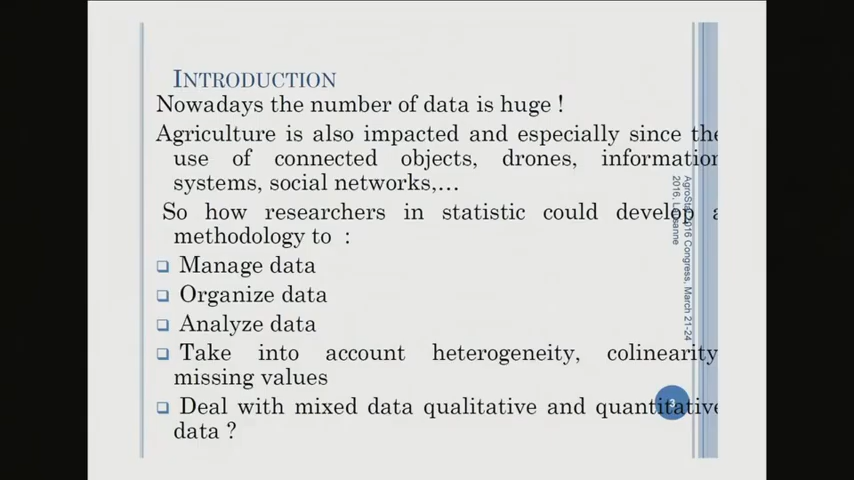 INTRODUCTION
Nowadays the number of data is huge !
Agriculture is also impacted and especially since the
use of connected objects, drones, information
systems, social networks,...
So how researchers in statistic could develop a
methodology to :
Manage data
Organize data
Analyze data
Take into account heterogeneity, colinearity,
missing values
Deal with mixed data qualitative and quantitative
data ?
AgroStat 2016 Congress, March 21-24
2016, Lausanne
3